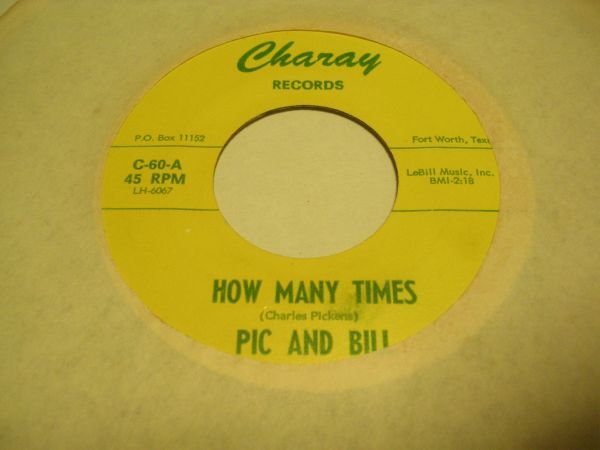 Charay
RECORDS
P.O. Box 11152
Fort Worth, Texa
C-60-A
45 RPM
LH-6067
LeBill Music, Inc.
BMI-2:18
HOW MANY TIMES
(Charles Pickens)
PIC AND BILL